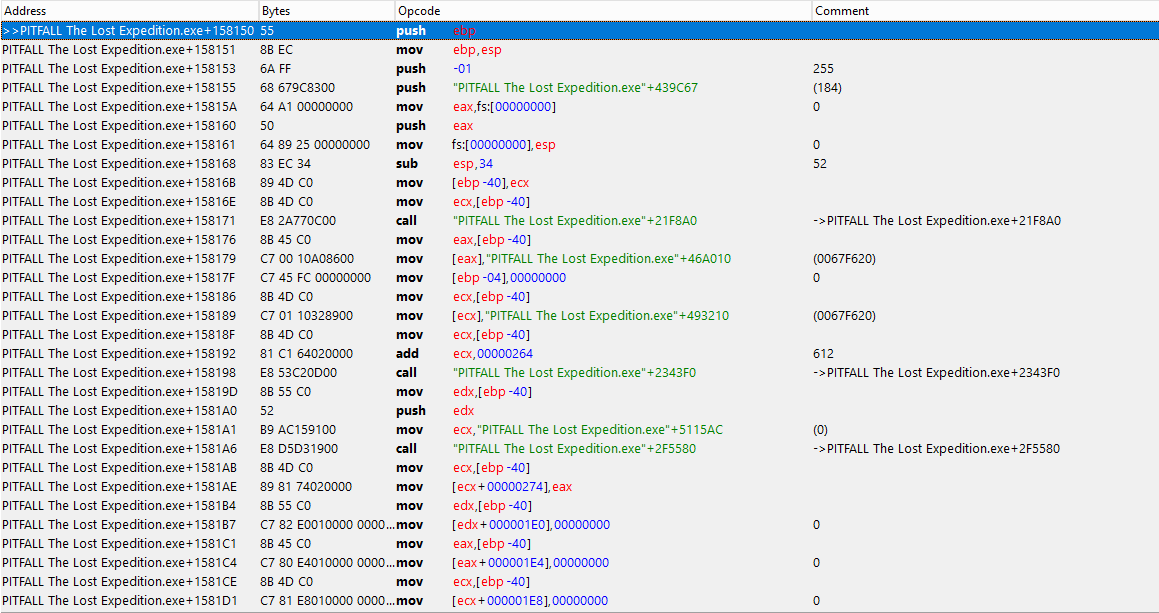 Address Bytes Opcode Comment
>>PITFALL The Lost Expedition.exe+158150 55 push ebp
PITFALL The Lost Expedition.exe+158151 8B EC mov ebp,esp
PITFALL The Lost Expedition.exe+158153 6A FF push -01 255
PITFALL The Lost Expedition.exe+158155 68 679C8300 push "PITFALL The Lost Expedition.exe"+439C67 (184)
PITFALL The Lost Expedition.exe+15815A 64 A1 00000000 mov eax,fs:[00000000] 0
PITFALL The Lost Expedition.exe+158160 50 push eax
PITFALL The Lost Expedition.exe+158161 64 89 25 00000000 mov fs:[00000000],esp 0
PITFALL The Lost Expedition.exe+158168 83 EC 34 sub esp,34 52
PITFALL The Lost Expedition.exe+15816B 89 4D C0 mov [ebp-40],ecx
PITFALL The Lost Expedition.exe+15816E 8B 4D C0 mov ecx,[ebp-40]
PITFALL The Lost Expedition.exe+158171 E8 2A770C00 call "PITFALL The Lost Expedition.exe"+21F8A0 ->PITFALL The Lost Expedition.exe+21F8A0
PITFALL The Lost Expedition.exe+158176 8B 45 C0 mov eax,[ebp-40]
PITFALL The Lost Expedition.exe+158179 C7 00 10A08600 mov [eax],"PITFALL The Lost Expedition.exe"+46A010 (0067F620)
PITFALL The Lost Expedition.exe+15817F C7 45 FC 00000000 mov [ebp-04],00000000 0
PITFALL The Lost Expedition.exe+158186 8B 4D C0 mov ecx,[ebp-40]
PITFALL The Lost Expedition.exe+158189 C7 01 10328900 mov [ecx],"PITFALL The Lost Expedition.exe"+493210 (0067F620)
PITFALL The Lost Expedition.exe+15818F 8B 4D C0 mov ecx,[ebp-40]
PITFALL The Lost Expedition.exe+158192 81 C1 64020000 add ecx,00000264 612
PITFALL The Lost Expedition.exe+158198 E8 53C20D00 call "PITFALL The Lost Expedition.exe"+2343F0 ->PITFALL The Lost Expedition.exe+2343F0
PITFALL The Lost Expedition.exe+15819D 8B 55 C0 mov edx,[ebp-40]
PITFALL The Lost Expedition.exe+1581A0 52 push edx
PITFALL The Lost Expedition.exe+1581A1 B9 AC159100 mov ecx,"PITFALL The Lost Expedition.exe"+5115AC (0)
PITFALL The Lost Expedition.exe+1581A6 E8 D5D31900 call "PITFALL The Lost Expedition.exe"+2F5580 ->PITFALL The Lost Expedition.exe+2F5580
PITFALL The Lost Expedition.exe+1581AB 8B 4D C0 mov ecx,[ebp-40]
PITFALL The Lost Expedition.exe+1581AE 89 81 74020000 mov [ecx+00000274],eax
PITFALL The Lost Expedition.exe+1581B4 8B 55 C0 mov edx,[ebp-40]
PITFALL The Lost Expedition.exe+1581B7 C7 82 E0010000 0000... mov [edx+000001E0],00000000 0
PITFALL The Lost Expedition.exe+1581C1 8B 45 C0 mov eax,[ebp-40]
PITFALL The Lost Expedition.exe+1581C4 C7 80 E4010000 0000... mov [eax+000001E4],00000000 0
PITFALL The Lost Expedition.exe+1581CE 8B 4D C0 mov ecx,[ebp-40]
PITFALL The Lost Expedition.exe+1581D1 C7 81 E8010000 0000... mov [ecx+000001E8],00000000 0